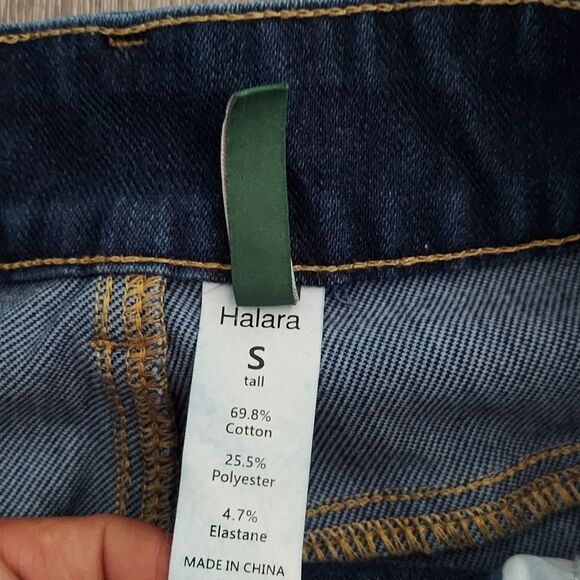 Halara
S
tall
69.8%
Cotton
25.5%
Polyester
4.7%
Elastane
MADE IN CHINA